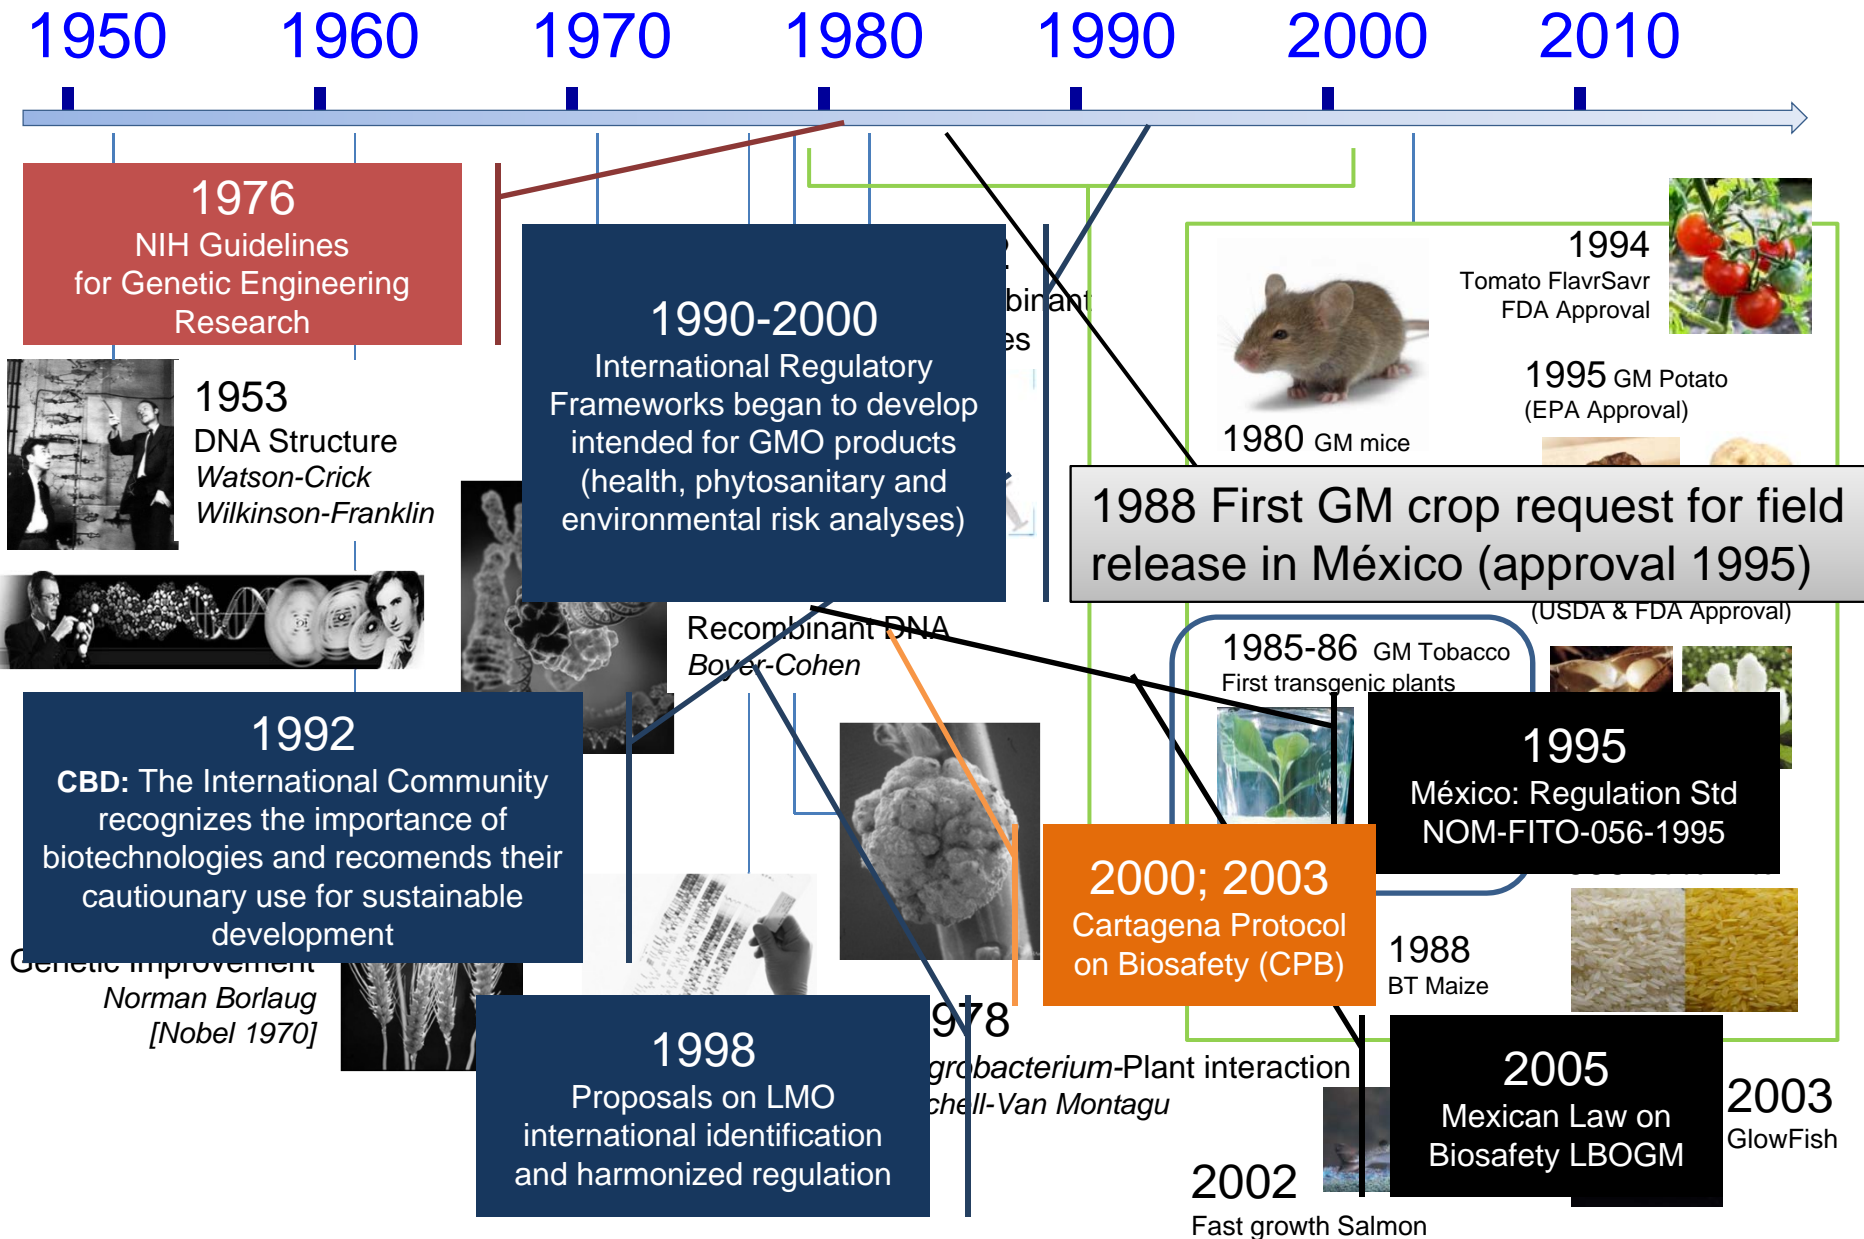 1950 1960 1970 1980 1990 2000 2010
1976
NIH Guidelines
for Genetic Engineering
Research
1953
DNA Structure
Watson-Crick
Wilkinson-Franklin
1990-2000
International Regulatory
Frameworks began to develop
intended for GMO products
(health, phytosanitary and
environmental risk analyses)
1994
Tomato FlavrSavr
FDA Approval
1995 GM Potato
(EPA Approval)
1980 GM mice
1988 First GM crop request for field
release in México (approval 1995)
(USDA & FDA Approval)
Recombinant DNA
Boyer-Cohen
1985-86 GM Tobacco
First transgenic plants
1992
CBD: The International Community
recognizes the importance of
biotechnologies and recomends their
cautiounary use for sustainable
development
1995
México: Regulation Std
NOM-FITO-056-1995
2000; 2003
Cartagena Protocol
on Biosafety (CPB)
Genetic Improvement
Norman Borlaug
[Nobel 1970]
1988
BT Maize
1998
Proposals on LMO
international identification
and harmonized regulation
978
grobacterium-Plant interaction
chell-Van Montagu
2005
Mexican Law on
Biosafety LBOGM
2003
GlowFish
2002
Fast growth Salmon